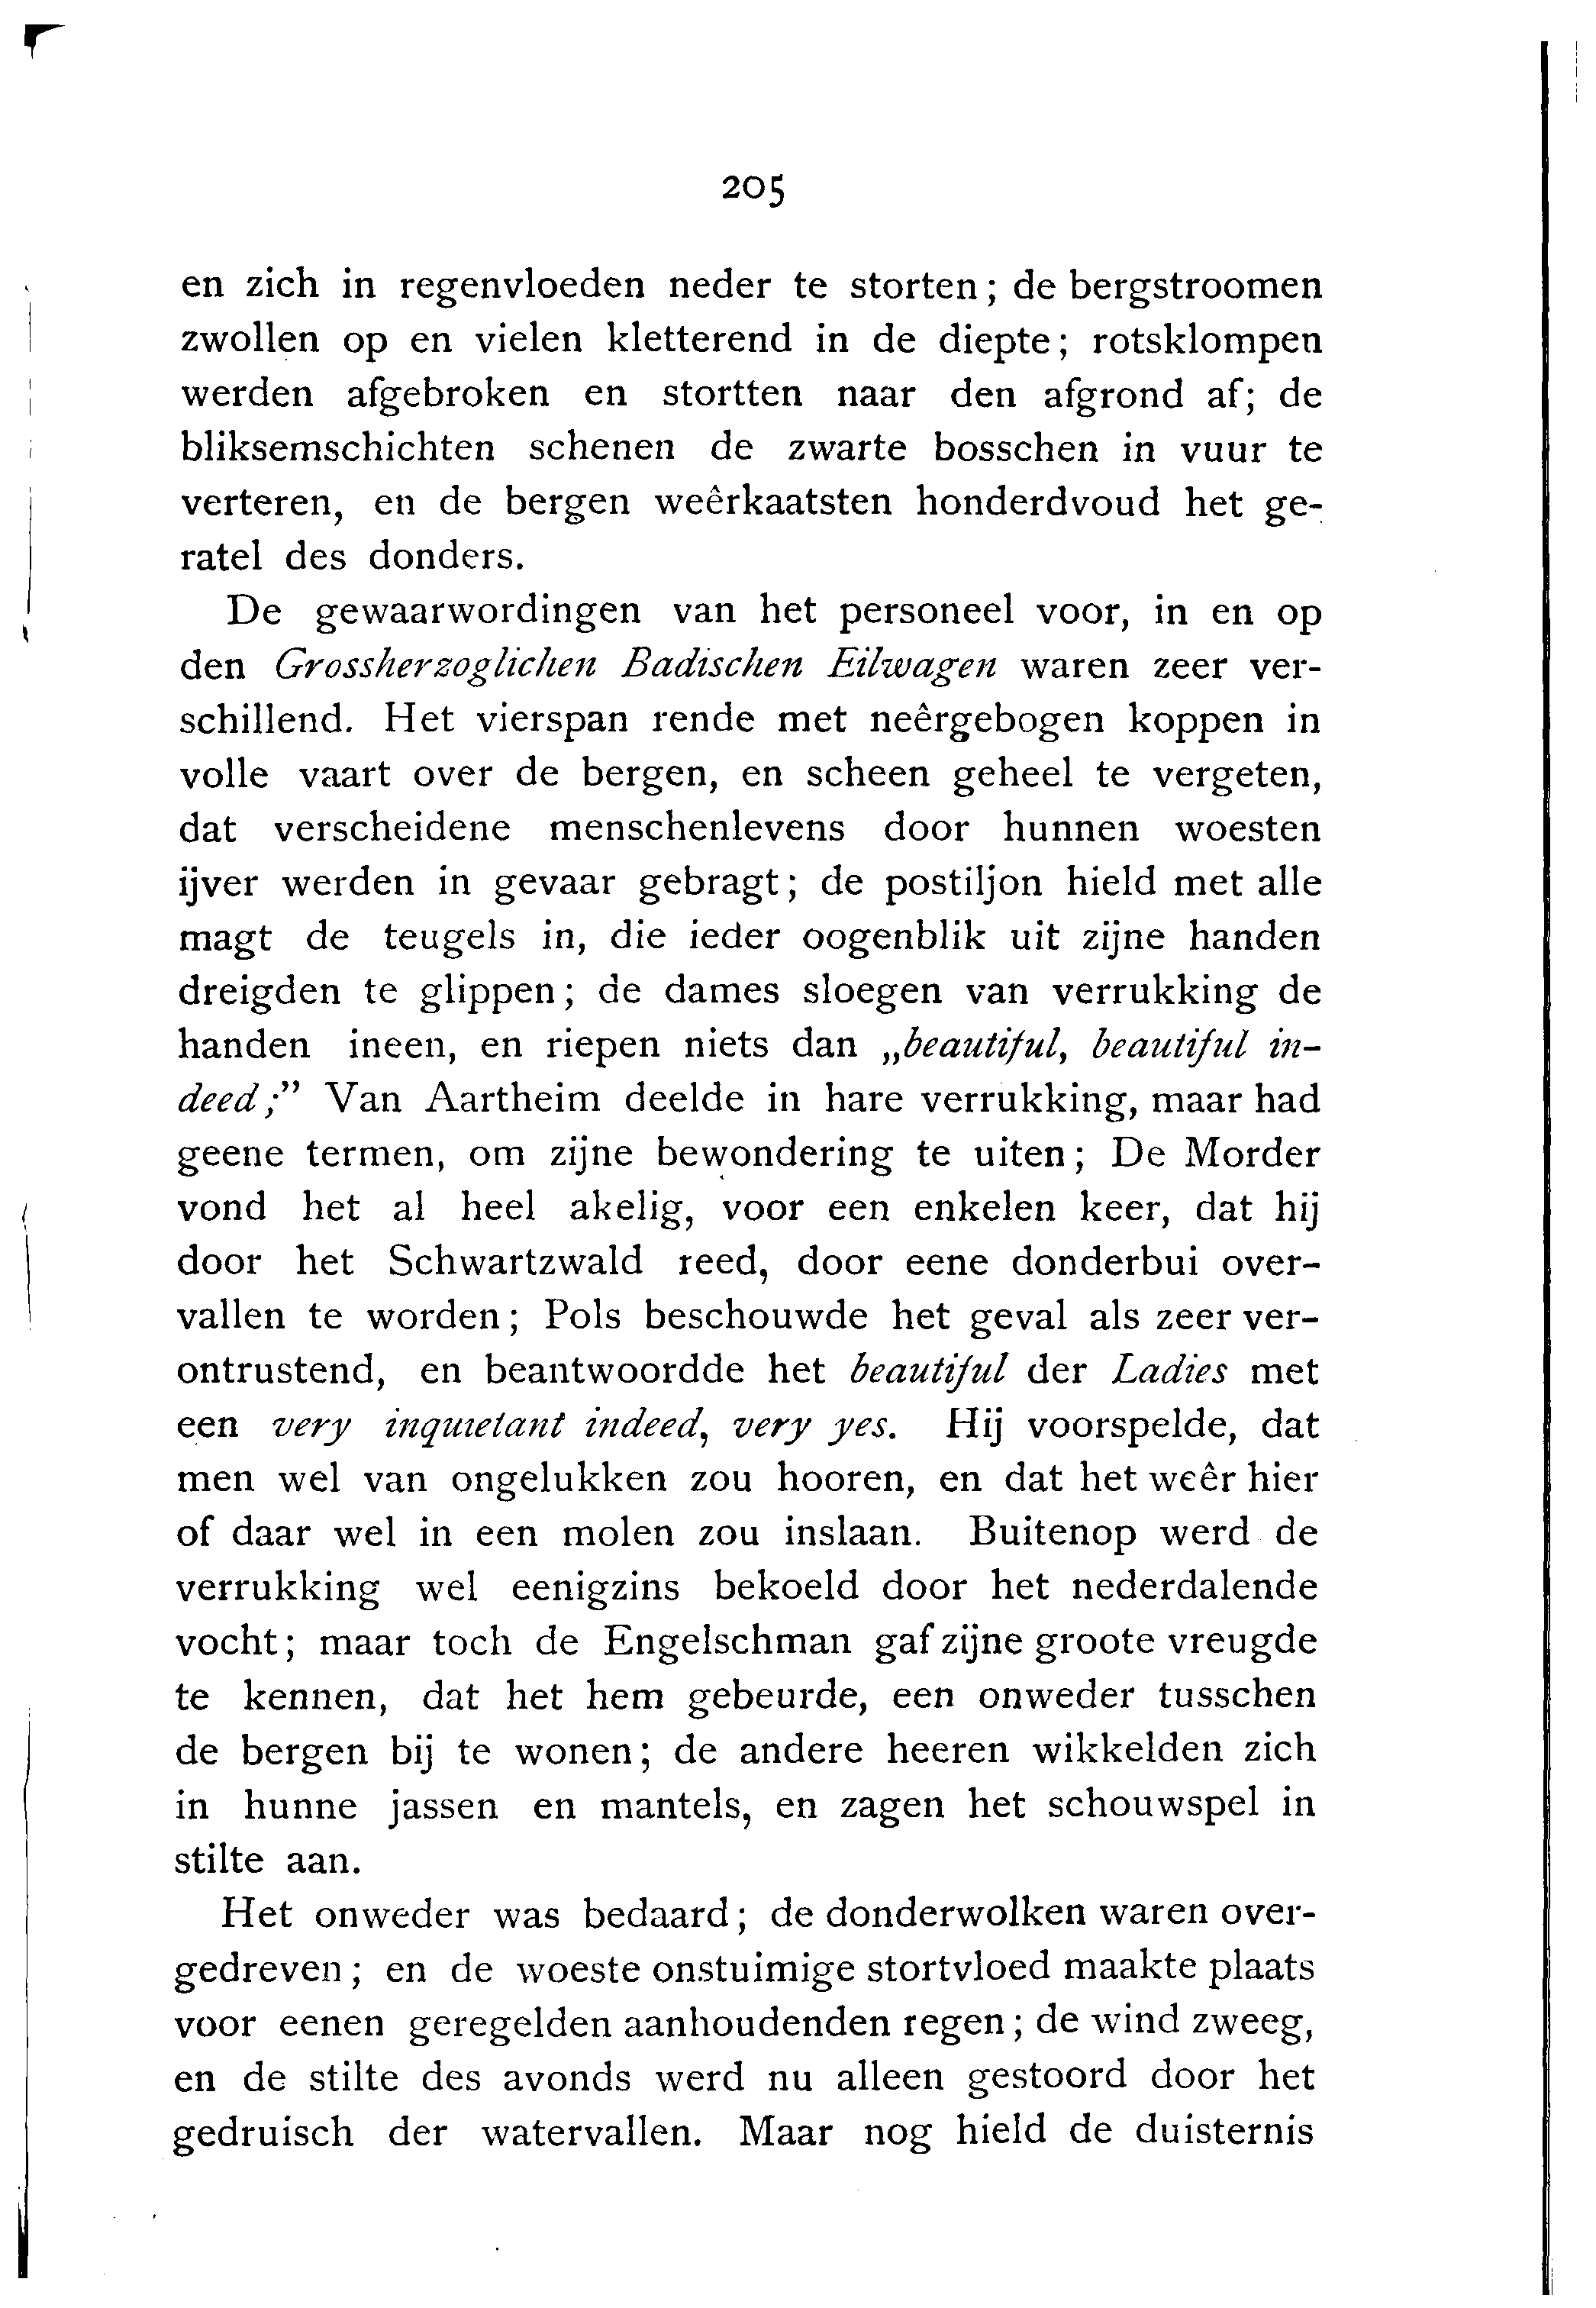 205
en zich in regenvloeden neder te storten; de bergstroomen
zwollen op en vielen kletterend in de diepte; rotsklompen
werden afgebroken en stortten naar den afgrond af; de
bliksemschichten schenen de zwarte bosschen in vuur te
verteren, en de bergen weêrkaatsten honderdvoud het ge-
ratel des donders.
De gewaarwordingen van het personeel voor, in en op
den Grossherzoglichen Badischen Eilwagen waren zeer ver-
schillend. Het vierspan rende met neêrgebogen koppen in
volle vaart over de bergen, en scheen geheel te vergeten,
dat verscheidene menschenlevens door hunnen woesten
ijver werden in gevaar gebragt; de postiljon hield met alle
magt de teugels in, die ieder oogenblik uit zijne handen
dreigden te glippen; de dames sloegen van verrukking de
handen ineen, en riepen niets dan „beautiful, beautiful in-
deed;” Van Aartheim deelde in hare verrukking, maar had
geene termen, om zijne bewondering te uiten; De Morder
vond het al heel akelig, voor een enkelen keer, dat hij
door het Schwartzwald reed, door eene donderbui over-
vallen te worden; Pols beschouwde het geval als zeer ver-
ontrustend, en beantwoordde het beautiful der Ladies met
een very inquietant indeed, very yes. Hij voorspelde, dat
men wel van ongelukken zou hooren, en dat het weêr hier
of daar wel in een molen zou inslaan. Buitenop werd de
verrukking wel eenigzins bekoeld door het nederdalende
vocht; maar toch de Engelschman gaf zijne groote vreugde
te kennen, dat het hem gebeurde, een onweder tusschen
de bergen bij te wonen; de andere heeren wikkelden zich
in hunne jassen en mantels, en zagen het schouwspel in
stilte aan.
Het onweder was bedaard; de donderwolken waren over-
gedreven; en de woeste onstuimige stortvloed maakte plaats
voor eenen geregelden aanhoudenden regen; de wind zweeg,
en de stilte des avonds werd nu alleen gestoord door het
gedruisch der watervallen. Maar nog hield de duisternis